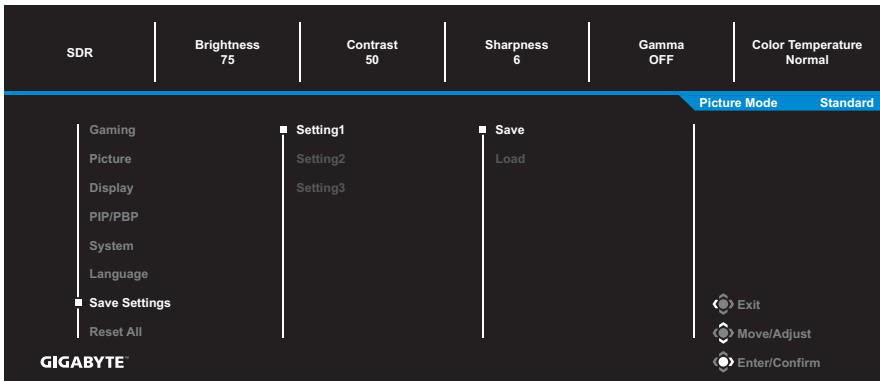 SDR
Brightness
75
Contrast
50
Sharpness
6
Gamma
OFF
Color Temperature
Normal
Picture Mode Standard
Gaming
Picture
Display
PIP/PBP
System
Language
Save Settings
Reset All
Setting1
Setting2
Setting3
Save
Load
Exit
Move/Adjust
Enter/Confirm
GIGABYTE™